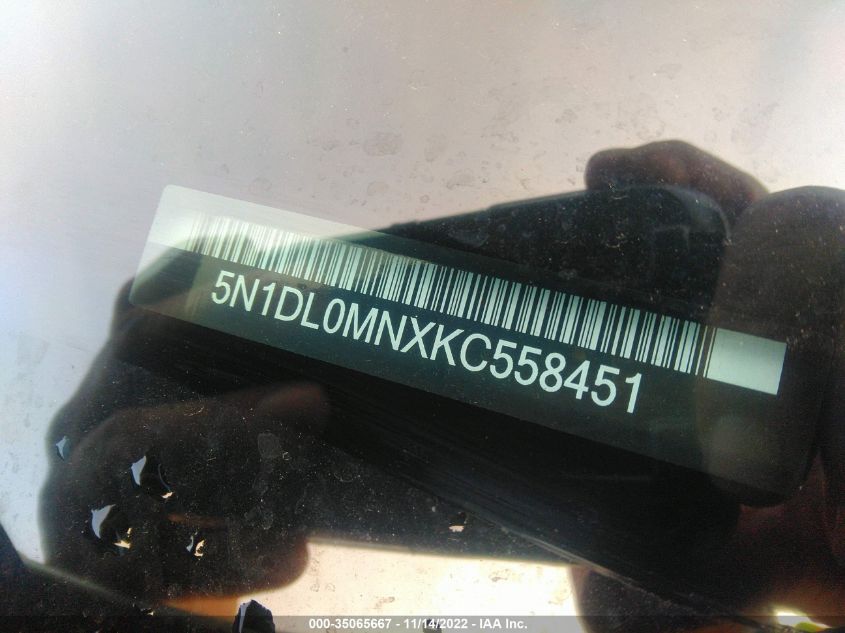 5N1DL0MNXKC558451
000-35065667 - 11/14/2022 - IAA Inc.